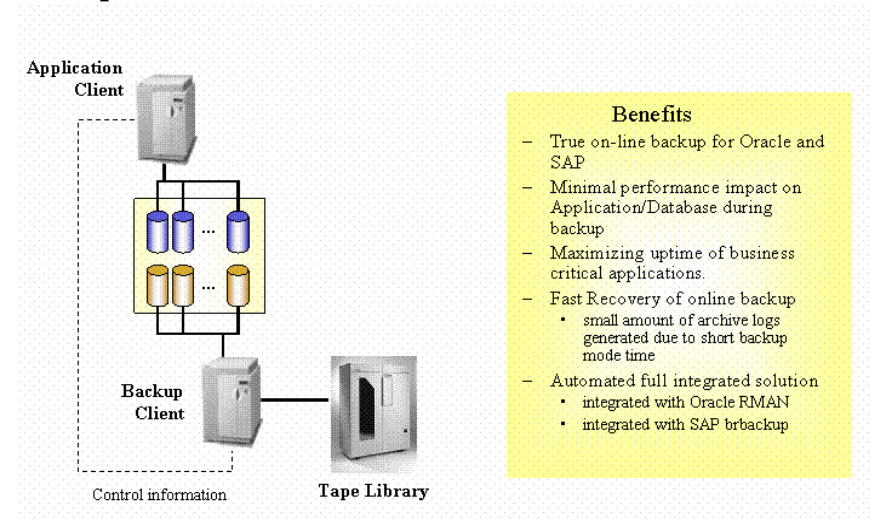 Application
Client
...
...
Backup
Client
Control information
Tape Library
Benefits
– True on-line backup for Oracle and
SAP
– Minimal performance impact on
Application/Database during
backup
– Maximizing uptime of business
critical applications.
– Fast Recovery of online backup
• small amount of archive logs
generated due to short backup
mode time
– Automated full integrated solution
• integrated with Oracle RMAN
• integrated with SAP brbackup